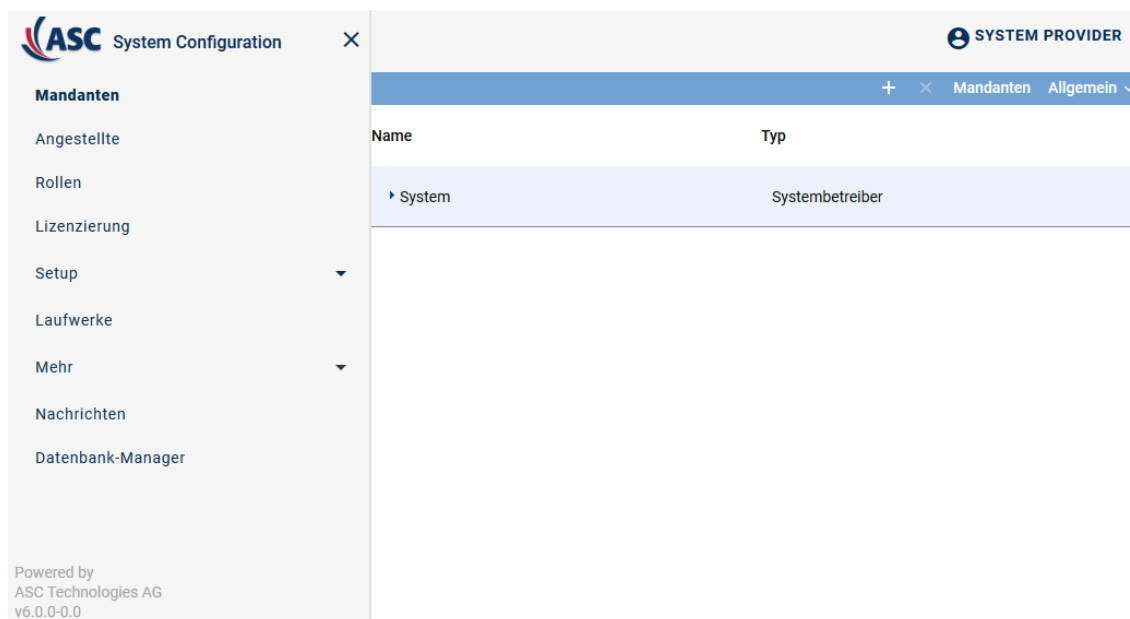 ASC System Configuration
SYSTEM PROVIDER
Mandanten
Angestellte
Rollen
Lizenzierung
Setup
Laufwerke
Mehr
Nachrichten
Datenbank-Manager
Powered by
ASC Technologies AG
v6.0.0-0.0
Mandanten Allgemein
Name Typ
System Systembetreiber